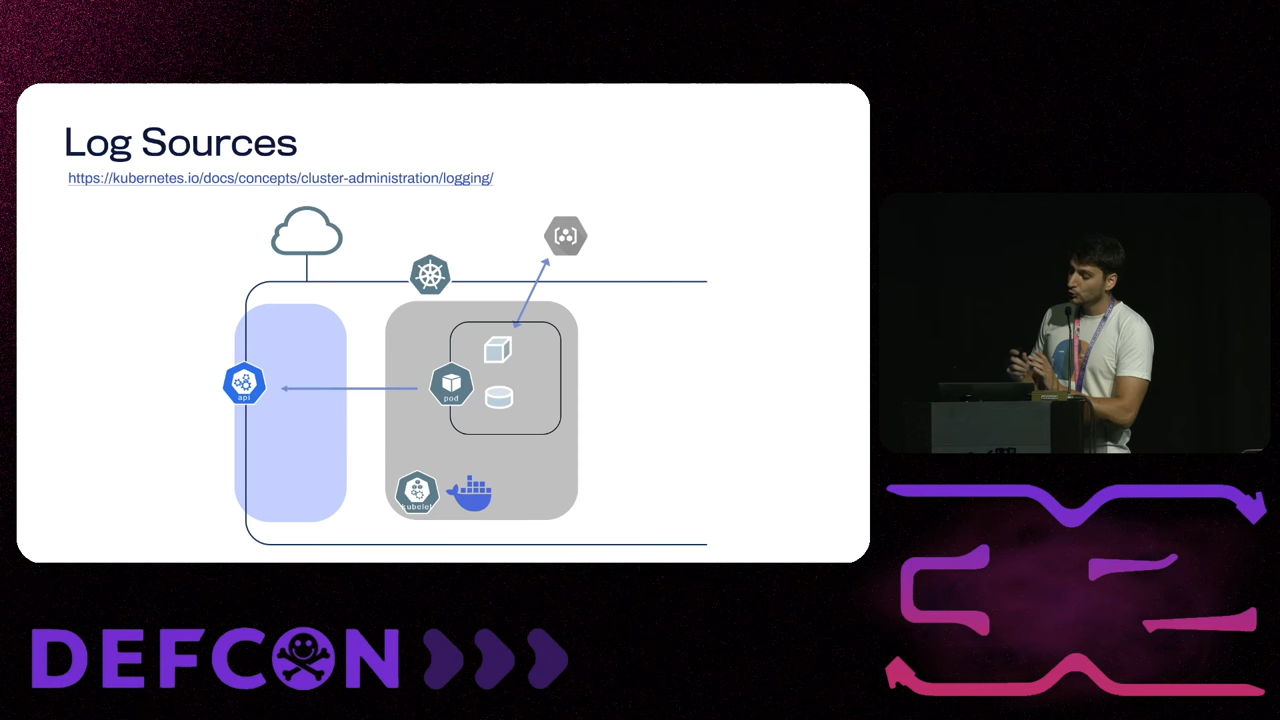 Log Sources
https://kubernetes.io/docs/concepts/cluster-administration/logging/
api
pod
kubelet
DEFCON